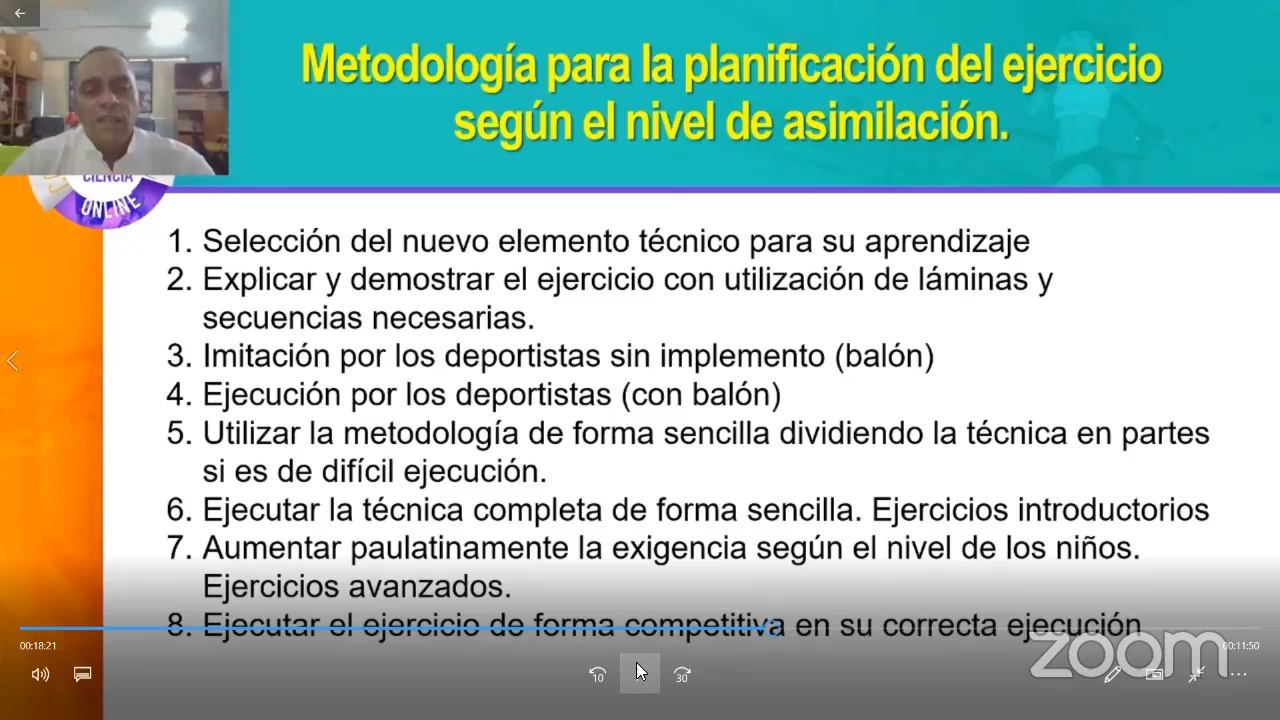 Metodología para la planificación del ejercicio
según el nivel de asimilación.
CIENCIA
ONLINE
1. Selección del nuevo elemento técnico para su aprendizaje
2. Explicar y demostrar el ejercicio con utilización de láminas y
secuencias necesarias.
3. Imitación por los deportistas sin implemento (balón)
4. Ejecución por los deportistas (con balón)
5. Utilizar la metodología de forma sencilla dividiendo la técnica en partes
si es de difícil ejecución.
6. Ejecutar la técnica completa de forma sencilla. Ejercicios introductorios
7. Aumentar paulatinamente la exigencia según el nivel de los niños.
Ejercicios avanzados.
8. Ejecutar el ejercicio de forma competitiva en su correcta ejecución
00:18:21
00:11:50
zoom
10
30